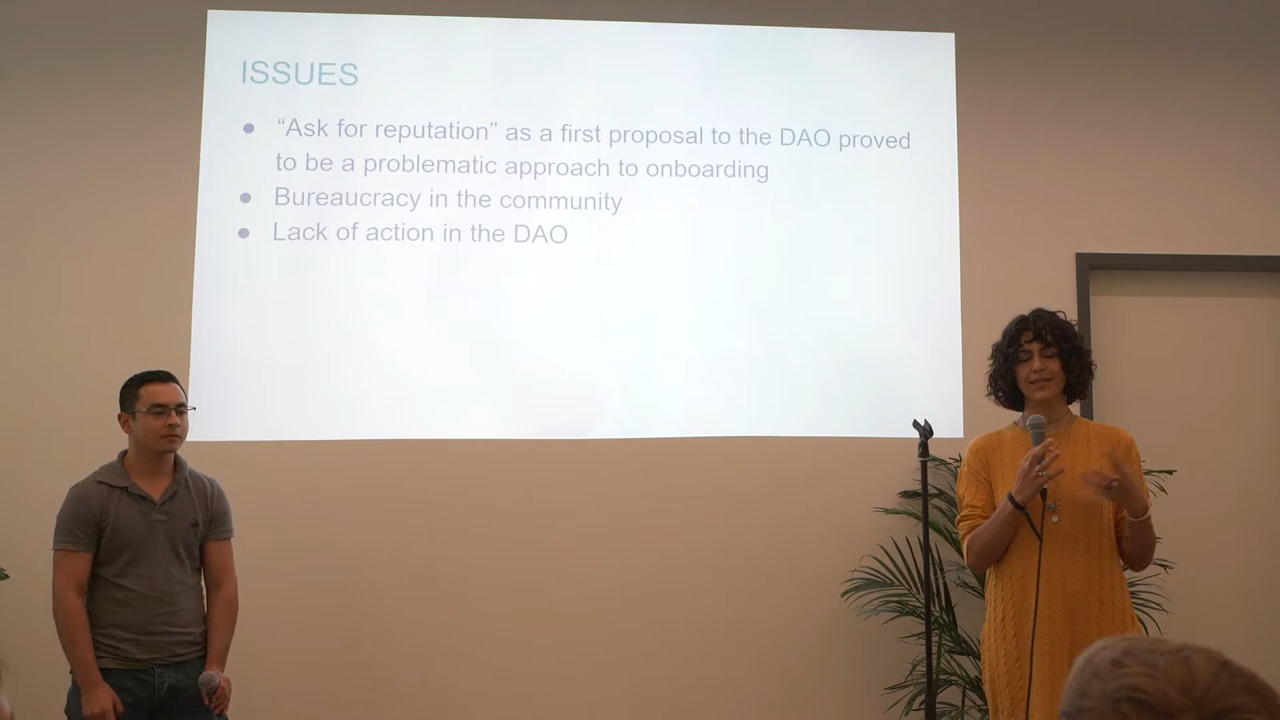 ISSUES
● “Ask for reputation” as a first proposal to the DAO proved
to be a problematic approach to onboarding
● Bureaucracy in the community
● Lack of action in the DAO